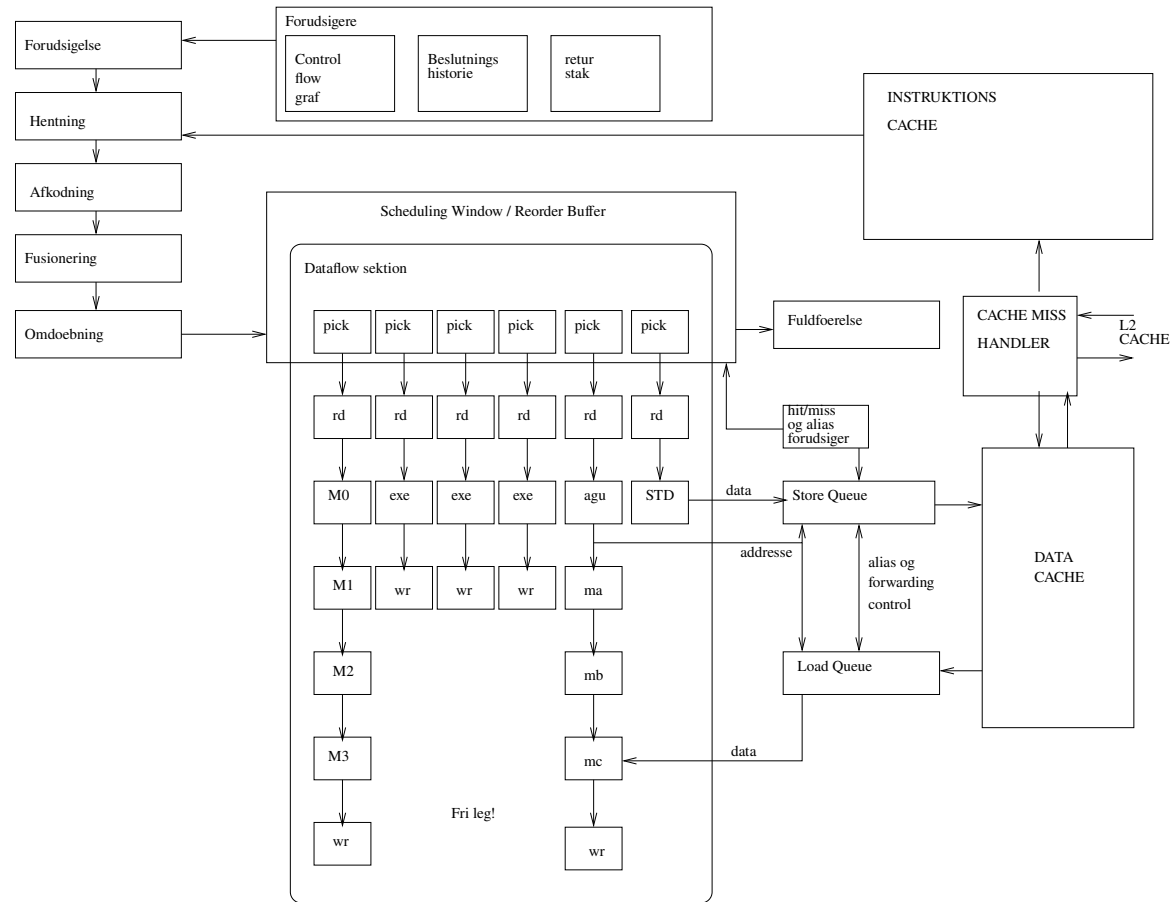 Forudsigelse
Forudsigere
Control
flow
graf
Beslutnings
historie
retur
stak
Hentning
INSTRUKTIONS
CACHE
Afkodning
Fusionering
Omdoebning
Scheduling Window / Reorder Buffer
Dataflow sektion
pick pick pick pick pick pick
Fuldfoerelse
CACHE MISS
HANDLER
L2
CACHE
rd rd rd rd rd rd
hit/miss
og alias
forudsiger
M0 exe exe exe agu STD
data
Store Queue
addresse
M1 wr wr wr ma
alias og
forwarding
control
DATA
CACHE
M2 mb
Load Queue
M3 mc
data
Fri leg!
wr wr